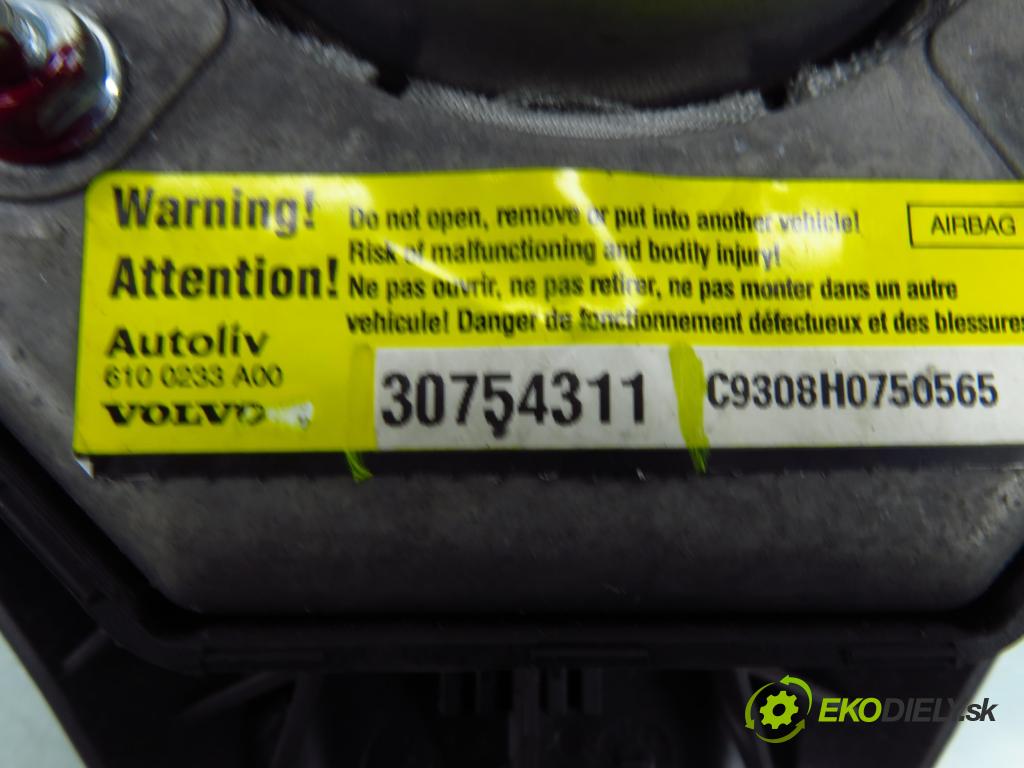 Warning!
Attention!
Do not open, remove or put into another vehicle!
Risk of malfunctioning and bodily injury!
Ne pas ouvrir, ne pas retirer, ne pas monter dans un autre
vehicule! Danger de fonctionnement défectueux et des blessures
AIRBAG
Autoliv
610 0233 A00
VOLVO
30754311
C9308H0750565
EKODIELY.sk